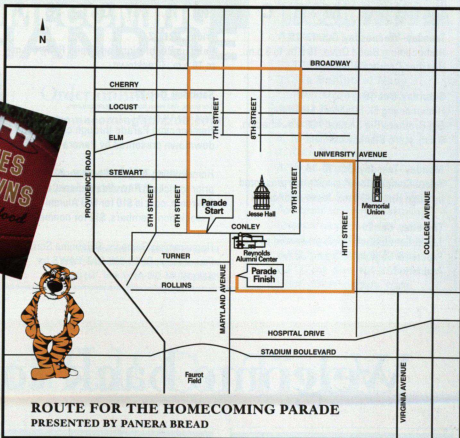 N
BROADWAY
CHERRY
LOCUST
ELM
7TH STREET
8TH STREET
UNIVERSITY AVENUE
STEWART
PROVIDENCE ROAD
5TH STREET
6TH STREET
Parade
Start
Jesse Hall
?9TH STREET
HITT STREET
Memorial
Union
COLLEGE AVENUE
CONLEY
Reynolds
Alumni Center
TURNER
Parade
Finish
ROLLINS
MARYLAND AVENUE
HOSPITAL DRIVE
STADIUM BOULEVARD
Faurot
Field
VIRGINIA AVENUE
ROUTE FOR THE HOMECOMING PARADE
PRESENTED BY PANERA BREAD